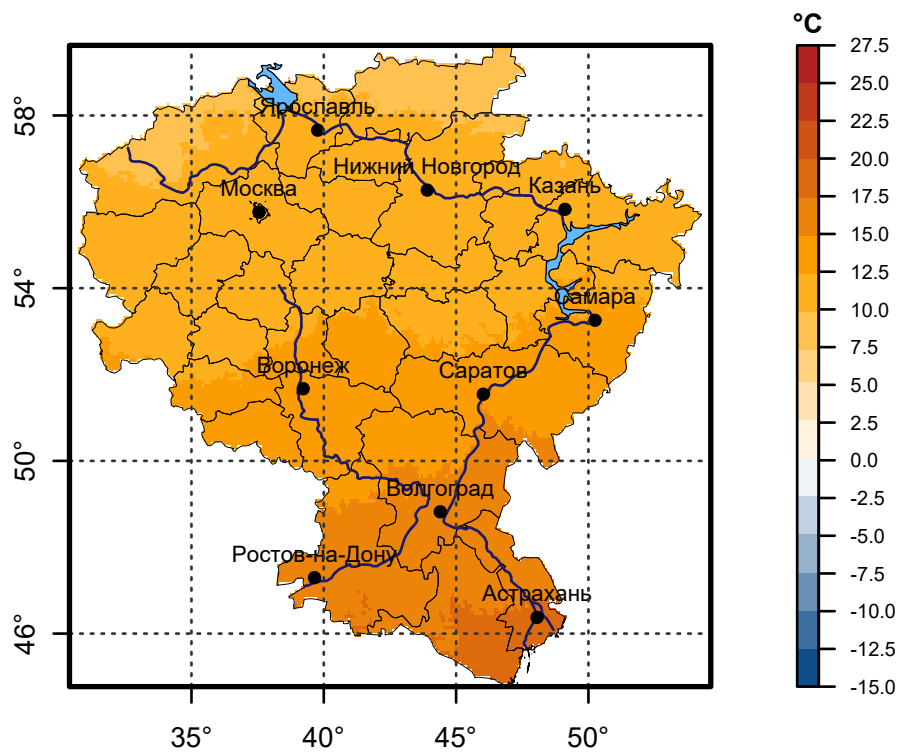 °C
27.5
25.0
22.5
20.0
17.5
15.0
12.5
10.0
7.5
5.0
2.5
0.0
-2.5
-5.0
-7.5
-10.0
-12.5
-15.0
58°
54°
50°
46°
Ярославль
Нижний Новгород
Москва
Казань
Самара
Воронеж
Саратов
Волгоград
Ростов-на-Дону
Астрахань
35° 40° 45° 50°